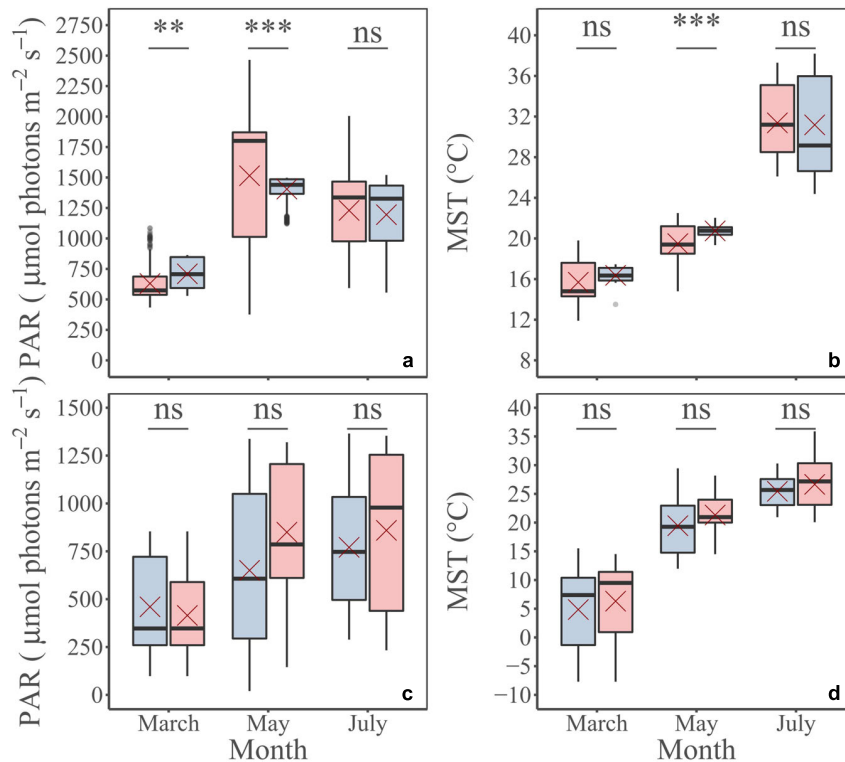 PAR ( μmol photons m⁻² s⁻¹)
2750
2500
2250
2000
1750
1500
1250
1000
750
500
250
0
** *** ns
a
MST (°C)
40
36
32
28
24
20
16
12
8
ns *** ns
b
PAR ( μmol photons m⁻² s⁻¹)
1500
1250
1000
750
500
250
0
ns ns ns
c
March May July
Month
MST (°C)
40
35
30
25
20
15
10
5
0
−5
−10
ns ns ns
d
March May July
Month